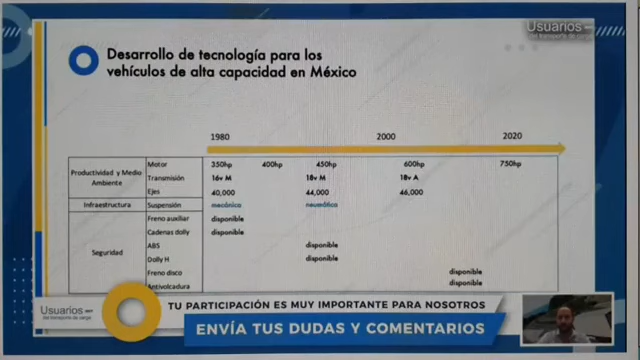 Usuarios
del transporte de carga
Desarrollo de tecnología para los
vehículos de alta capacidad en México
1980 2000 2020
Productividad y Medio
Ambiente
Motor 350hp 400hp 450hp 600hp 750hp
Transmisión 16v M 18v M 18v A
Ejes 40,000 44,000 46,000
Infraestructura Suspensión mecánica neumática
Seguridad
Freno auxiliar disponible
Cadenas dolly disponible
ABS disponible
Dolly H disponible
Freno disco disponible
Antivolcadura disponible
Usuarios
del transporte de carga
TU PARTICIPACIÓN ES MUY IMPORTANTE PARA NOSOTROS
ENVÍA TUS DUDAS Y COMENTARIOS